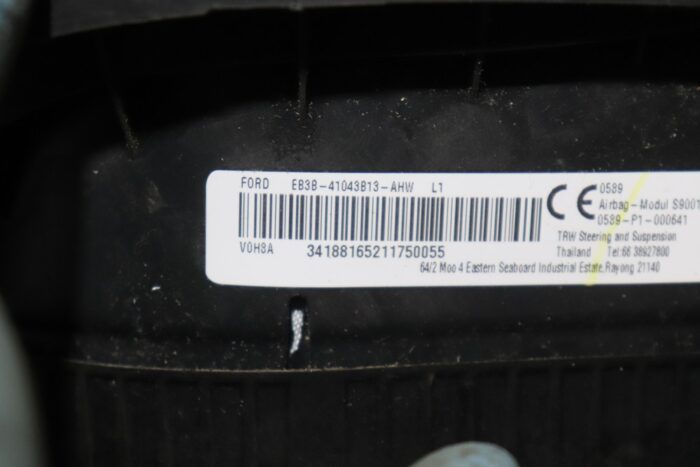 FORD EB3B-41043B13-AHW L1
V0H8A 34188165211750055
CE 0589
Airbag-Modul S9001
0589-P1-000641
TRW Steering and Suspension
Thailand Tel:66 38927800
64/2 Moo 4 Eastern Seaboard Industrial Estate,Rayong 21140